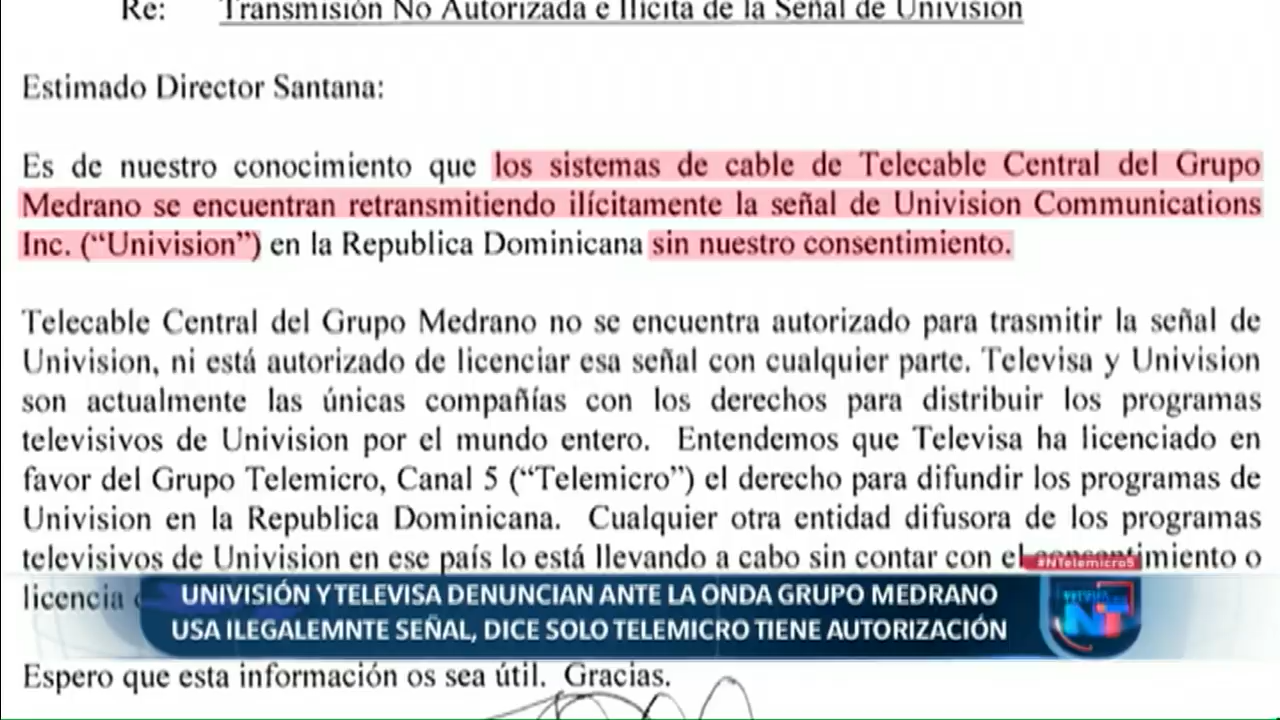 Re: Transmisión No Autorizada e Ilícita de la Señal de Univision
Estimado Director Santana:
Es de nuestro conocimiento que los sistemas de cable de Telecable Central del Grupo
Medrano se encuentran retransmitiendo ilícitamente la señal de Univision Communications
Inc. (“Univision”) en la Republica Dominicana sin nuestro consentimiento.
Telecable Central del Grupo Medrano no se encuentra autorizado para trasmitir la señal de
Univision, ni está autorizado de licenciar esa señal con cualquier parte. Televisa y Univision
son actualmente las únicas compañías con los derechos para distribuir los programas
televisivos de Univision por el mundo entero. Entendemos que Televisa ha licenciado en
favor del Grupo Telemicro, Canal 5 (“Telemicro”) el derecho para difundir los programas de
Univision en la Republica Dominicana. Cualquier otra entidad difusora de los programas
televisivos de Univision en ese país lo está llevando a cabo sin contar con el consentimiento o
#NTelemicro5
licencia
UNIVISIÓN Y TELEVISA DENUNCIAN ANTE LA ONDA GRUPO MEDRANO
USA ILEGALEMNTE SEÑAL, DICE SOLO TELEMICRO TIENE AUTORIZACIÓN
NT
Espero que esta información os sea útil. Gracias.